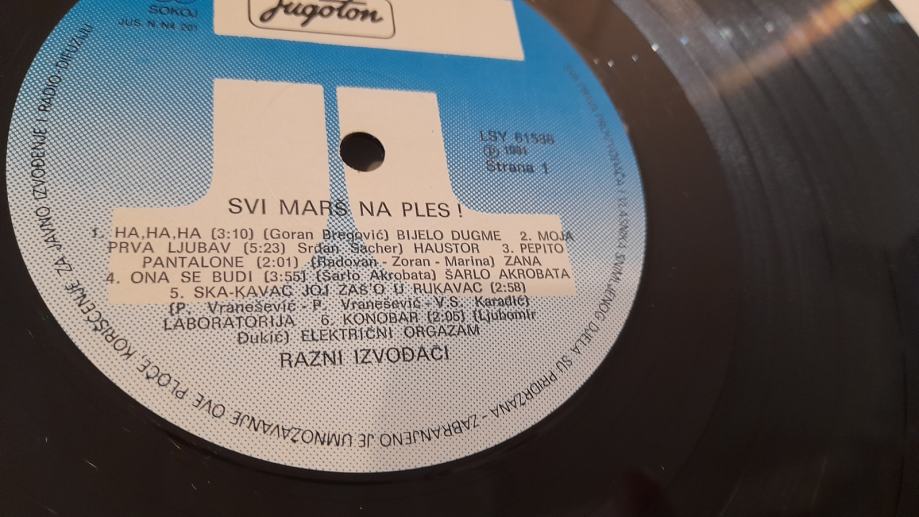 Jugoton
SOKOJ
JUS. N. N4. 201
LSY 61538
Ⓟ 1981
Strana 1
SVI MARŠ NA PLES !
1. HA,HA,HA (3:10) (Goran Bregović) BIJELO DUGME 2. MOJA
PRVA LJUBAV (5:23) Srđan Sacher) HAUSTOR 3. PEPITO
PANTALONE (2:01) (Radovan - Zoran - Marina) ZANA
4. ONA SE BUDI (3:55) (Šarlo Akrobata) ŠARLO AKROBATA
5. SKA-KAVAC JOJ ZAŠ'O U RUKAVAC (2:58)
(P. Vranešević - P. Vranešević - V.S. Karadić)
LABORATORIJA 6. KONOBAR (2:05) (Ljubomir
Đukić) ELEKTRIČNI ORGAZAM
RAZNI IZVOĐAČI
DJELA SU PRIDRŽANA - ZABRANJENO JE UMNOŽAVANJE OVE PLOČE, KORIŠĆENJE ZA JAVNO IZVOĐENJE I RADIO-DIFUZIJU